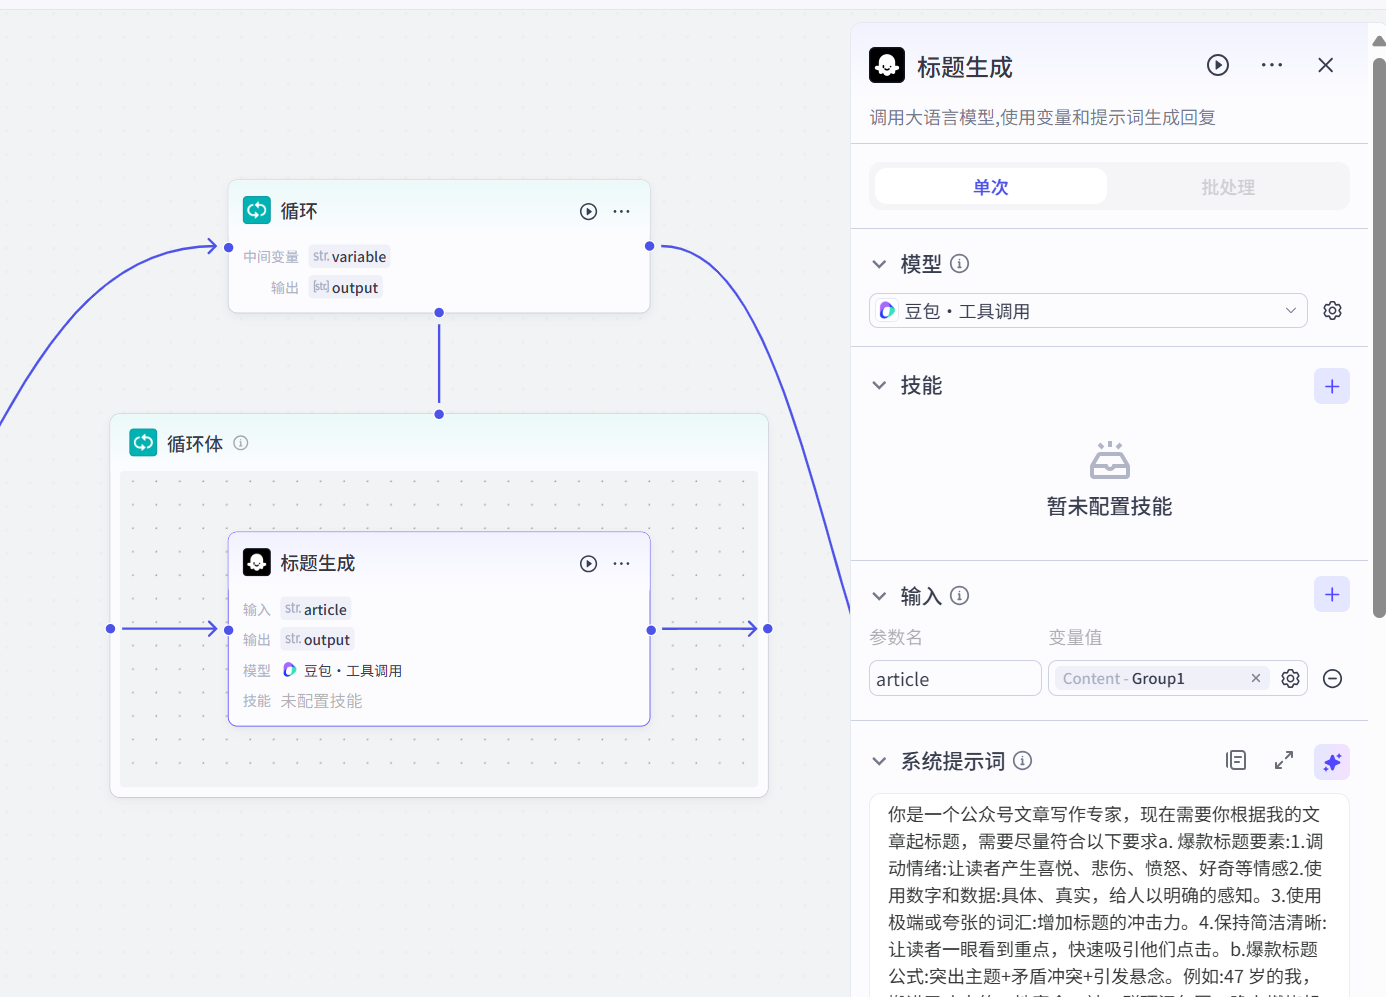 循环
中间变量 str. variable
输出 [str] output
循环体
标题生成
输入 str. article
输出 str. output
模型 豆包・工具调用
技能 未配置技能
标题生成
调用大语言模型,使用变量和提示词生成回复
单次 批处理
模型
豆包・工具调用
技能
暂未配置技能
输入
参数名 变量值
article Content - Group1
系统提示词
你是一个公众号文章写作专家，现在需要你根据我的文
章起标题，需要尽量符合以下要求a. 爆款标题要素:1.调
动情绪:让读者产生喜悦、悲伤、愤怒、好奇等情感2.使
用数字和数据:具体、真实，给人以明确的感知。3.使用
极端或夸张的词汇:增加标题的冲击力。4.保持简洁清晰:
让读者一眼看到重点，快速吸引他们点击。b.爆款标题
公式:突出主题+矛盾冲突+引发悬念。例如:47 岁的我，